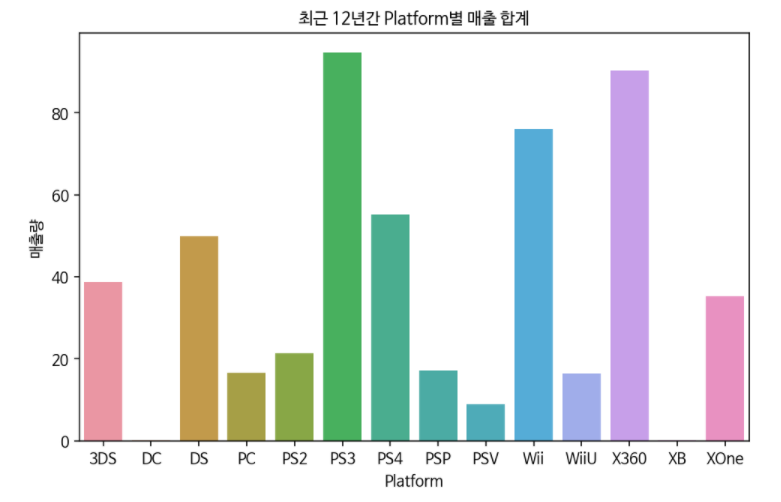 최근 12년간 Platform별 매출 합계
매출량
80
60
40
20
0
3DS DC DS PC PS2 PS3 PS4 PSP PSV Wii WiiU X360 XB XOne
Platform